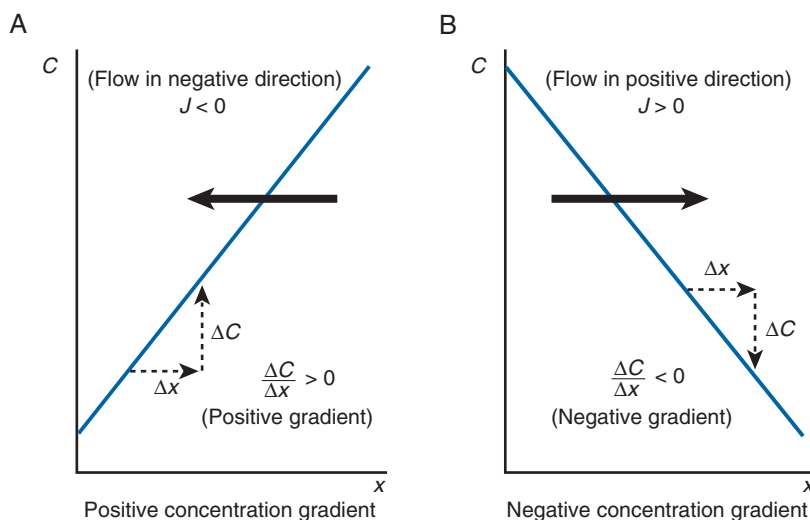 A
C
(Flow in negative direction)
J < 0
ΔC
Δx
ΔC/Δx > 0
(Positive gradient)
x
Positive concentration gradient
B
C
(Flow in positive direction)
J > 0
Δx
ΔC
ΔC/Δx < 0
(Negative gradient)
x
Negative concentration gradient